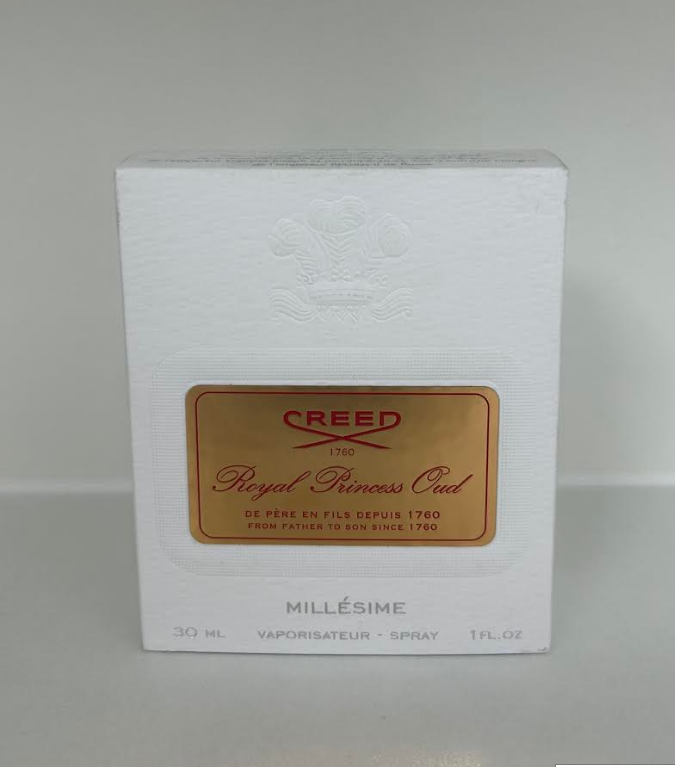 CREED
1760
Royal Princess Oud
DE PÈRE EN FILS DEPUIS 1760
FROM FATHER TO SON SINCE 1760
MILLÉSIME
30 ML VAPORISATEUR - SPRAY 1 FL.OZ